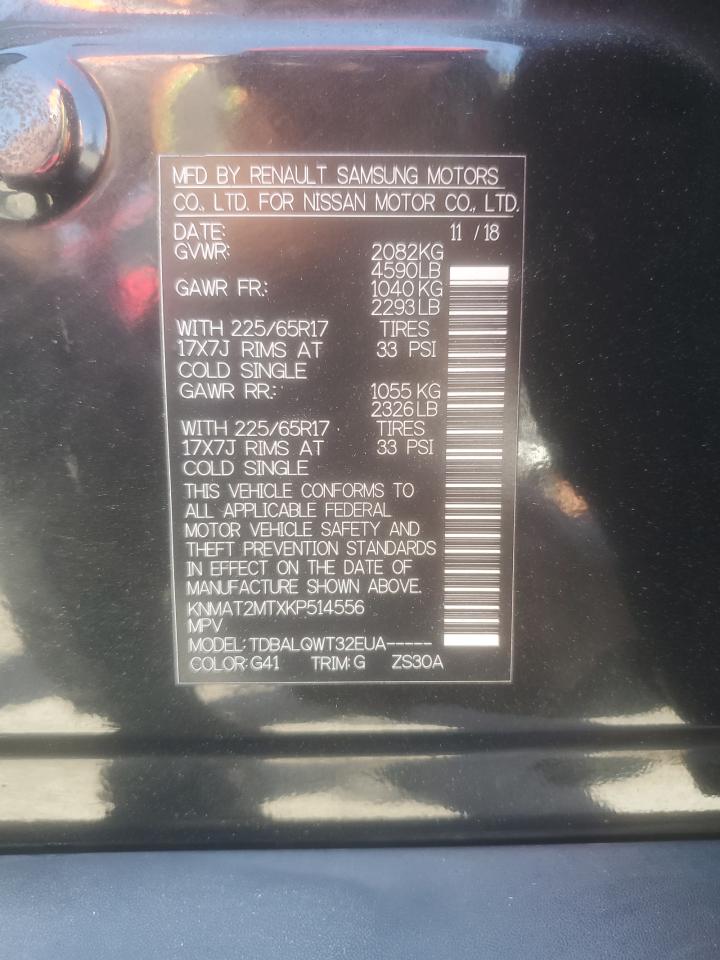 MFD BY RENAULT SAMSUNG MOTORS
CO., LTD. FOR NISSAN MOTOR CO., LTD.
DATE: 11 / 18
GVWR: 2082KG
4590LB
GAWR FR.: 1040 KG
2293 LB
WITH 225/65R17 TIRES
17X7J RIMS AT 33 PSI
COLD SINGLE
GAWR RR.: 1055 KG
2326 LB
WITH 225/65R17 TIRES
17X7J RIMS AT 33 PSI
COLD SINGLE
THIS VEHICLE CONFORMS TO
ALL APPLICABLE FEDERAL
MOTOR VEHICLE SAFETY AND
THEFT PREVENTION STANDARDS
IN EFFECT ON THE DATE OF
MANUFACTURE SHOWN ABOVE.
KNMAT2MTXKP514556
MPV
MODEL: TDBALQWT32EUA-----
COLOR: G41 TRIM: G ZS30A